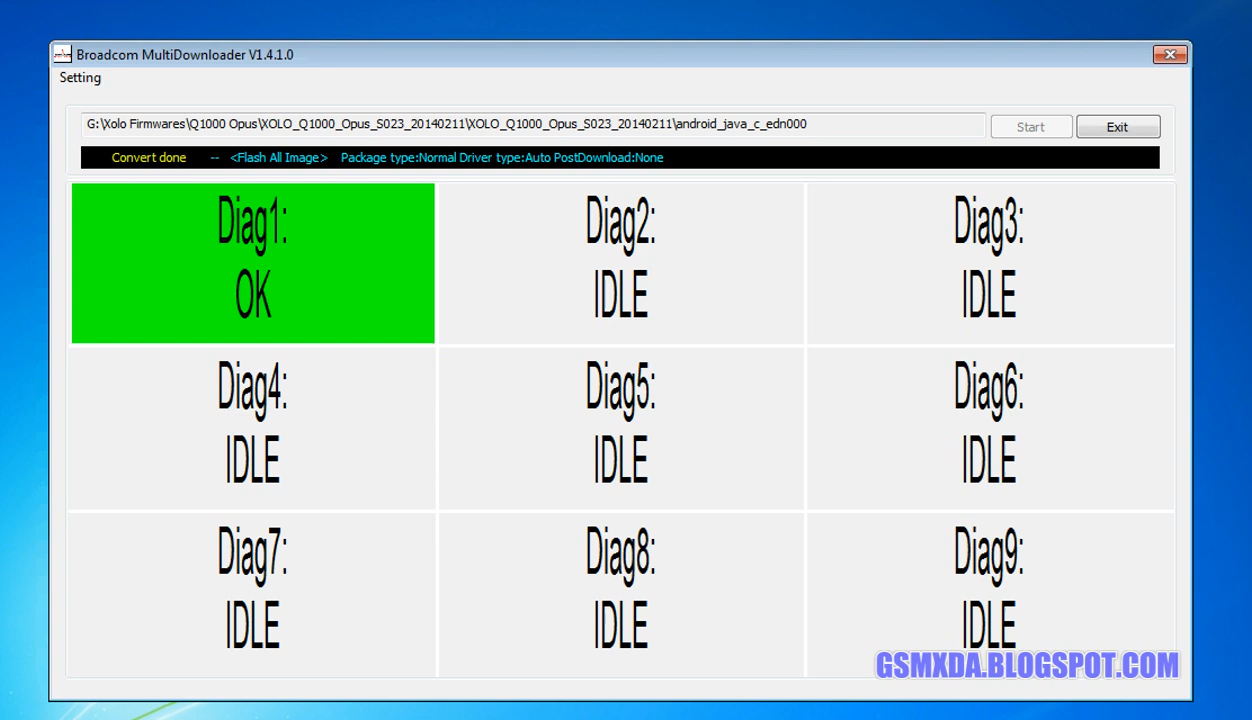 Broadcom MultiDownloader V1.4.1.0
Setting
G:\Xolo Firmwares\Q1000 Opus\XOLO_Q1000_Opus_S023_20140211\XOLO_Q1000_Opus_S023_20140211\android_java_c_edn000 Start Exit
Convert done -- <Flash All Image> Package type:Normal Driver type:Auto PostDownload:None
Diag1: Diag2: Diag3:
OK IDLE IDLE
Diag4: Diag5: Diag6:
IDLE IDLE IDLE
Diag7: Diag8: Diag9:
IDLE IDLE IDLE
GSMXDA.BLOGSPOT.COM